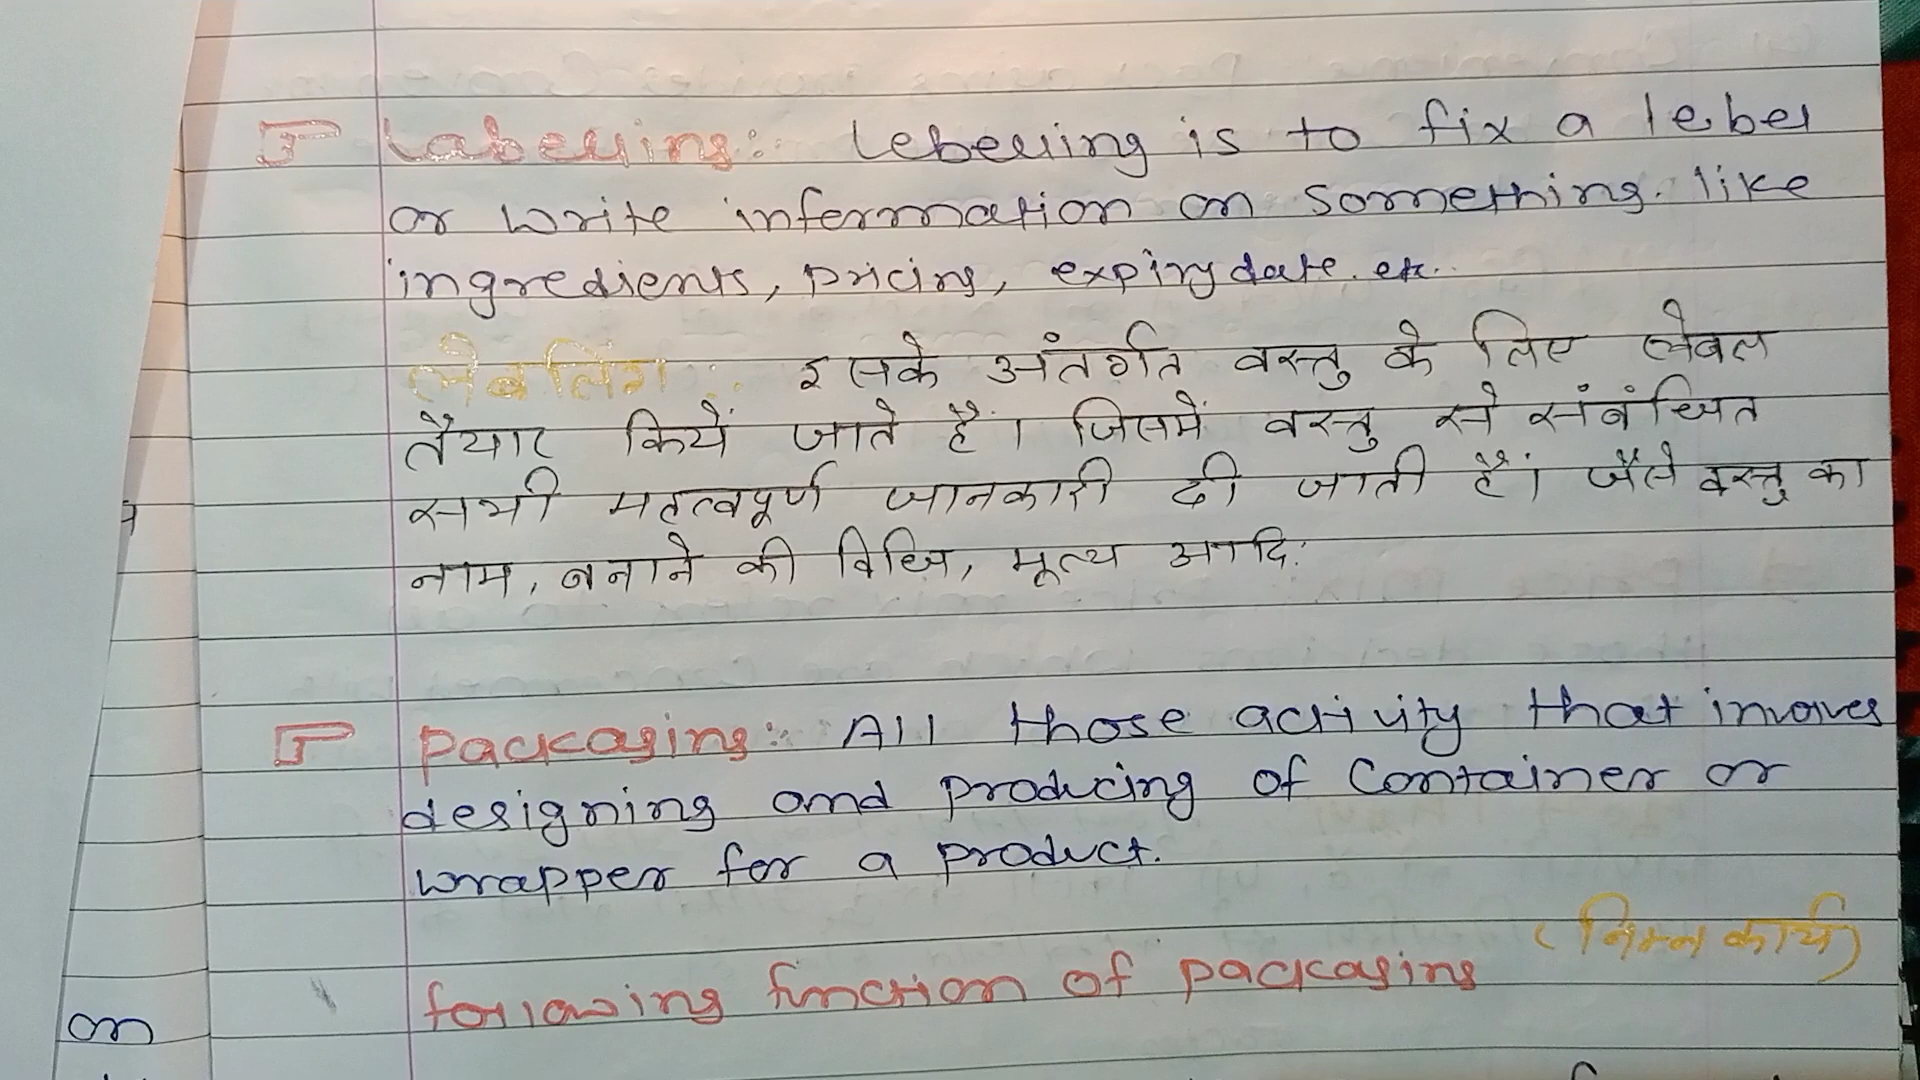 Labelling: lebelling is to fix a lebel
or write information on something. like
ingredients, pricing, expiry date. etc.
लेबलिंग : इसके अंतर्गत वस्तु के लिए लेबल
तैयार कियें जाते हैं। जिसमें वस्तु से संबंधित
सभी महत्वपूर्ण जानकारी दी जाती हैं। जैसे वस्तु का
नाम, बनाने की विधि, मूल्य आदि.
Packaging: All those activity that involves
designing and producing of Container or
wrapper for a product.
(निम्न कार्य)
following function of packaging
on